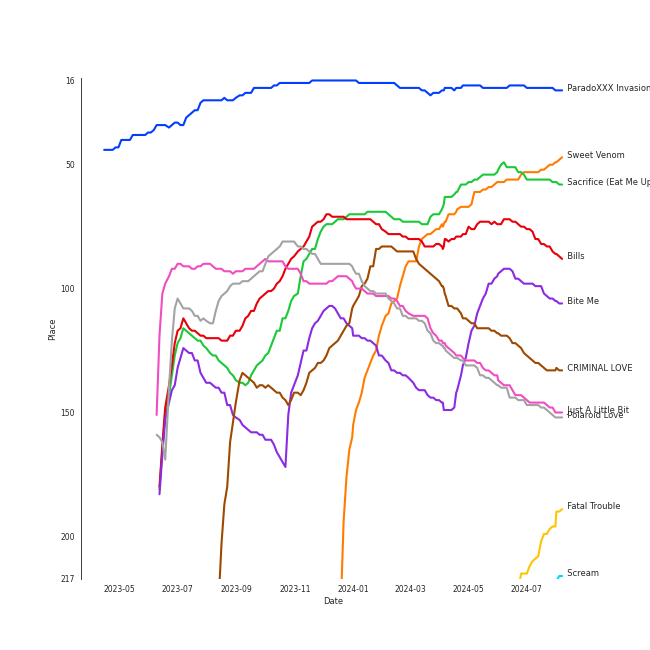 16
ParadoXXX Invasion
50
Sweet Venom
Sacrifice (Eat Me Up
Bills
100
Bite Me
Place
CRIMINAL LOVE
150
Just A Little Bit
Polaroid Love
200
Fatal Trouble
217
Scream
2023-05 2023-07 2023-09 2023-11 2024-01 2024-03 2024-05 2024-07
Date